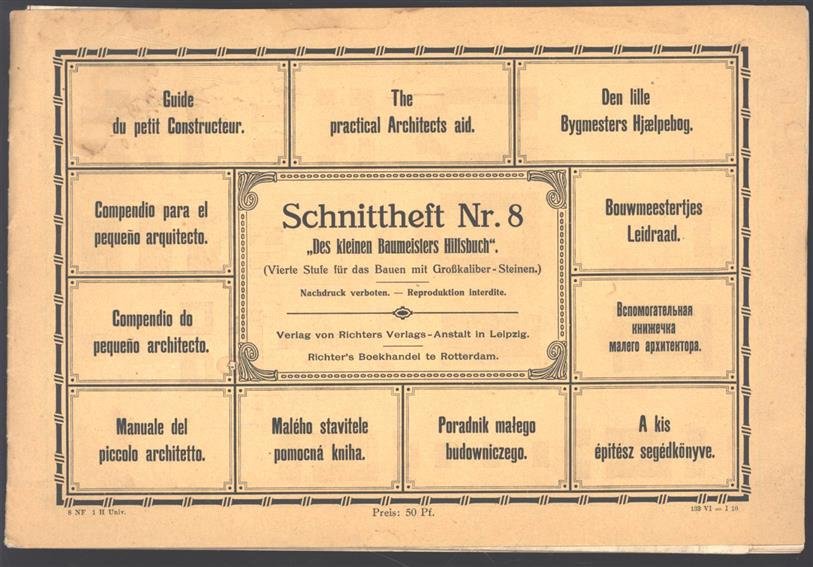 Guide
du petit Constructeur.
The
practical Architects aid.
Den lille
Bygmesters Hjælpebog.
Compendio para el
pequeño arquitecto.
Schnittheft Nr. 8
„Des kleinen Baumeisters Hilfsbuch“.
(Vierte Stufe für das Bauen mit Großkaliber-Steinen.)
Nachdruck verboten. — Reproduktion interdite.
Verlag von Richters Verlags-Anstalt in Leipzig.
Richter's Boekhandel te Rotterdam.
Bouwmeestertjes
Leidraad.
Compendio do
pequeño architecto.
Вспомогательная
книжечка
малего архитектора.
Manuale del
piccolo architetto.
Malého stavitele
pomocná kniha.
Poradnik małego
budowniczego.
A kis
épitész segédkönyve.
8 NF 1 H Univ.
Preis: 50 Pf.
133 VI — I 10